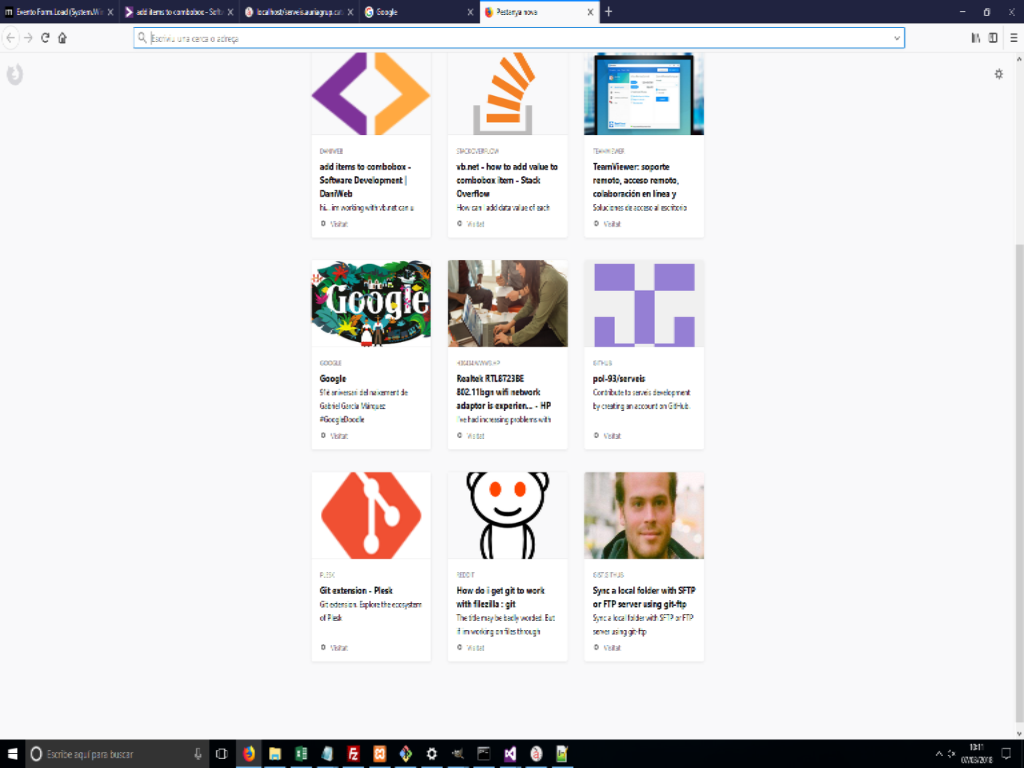 Evento Form.Load (System.Win
add items to combobox - Soft
localhost/serveis.auriagrup.cat
Google
Pestanya nova
Escriviu una cerca o adreça
DANIWEB
add items to combobox -
Software Development |
DaniWeb
hi.. im working with vb.net can u
Visitat
STACKOVERFLOW
vb.net - how to add value to
combobox item - Stack
Overflow
How can I add data value of each
Visitat
TEAMVIEWER
TeamViewer: soporte
remoto, acceso remoto,
colaboración en línea y
Soluciones de acceso al escritorio
Visitat
Google
GOOGLE
Google
91è aniversari del naixement de
Gabriel García Márquez
#GoogleDoodle
Visitat
Realtek RTL8723BE
802.11bgn wifi network
adaptor is experien... - HP
I've had increasing problems with
Visitat
GITHUB
pol-93/serveis
Contribute to serveis development
by creating an account on GitHub.
Visitat
PLESK
Git extension - Plesk
Git extension. Explore the ecosystem
of Plesk
Visitat
REDDIT
How do i get git to work
with filezilla : git
The title may be badly worded. But
if im working on files through
Visitat
GIST.GITHUB
Sync a local folder with SFTP
or FTP server using git-ftp
Sync a local folder with SFTP or FTP
server using git-ftp
Visitat
Escribe aquí para buscar
10:11
07/03/2018